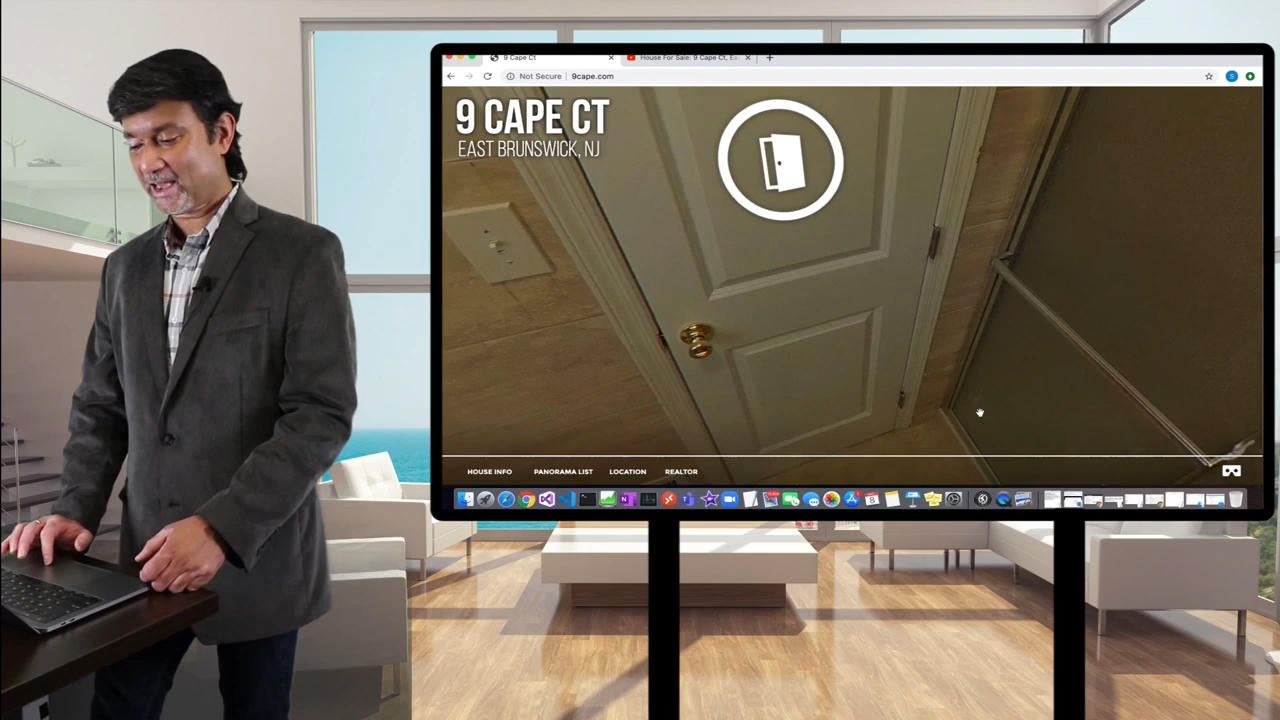 9 Cape Ct
House For Sale: 9 Cape Ct, Ea
Not Secure 9cape.com
9 CAPE CT
EAST BRUNSWICK, NJ
HOUSE INFO PANORAMA LIST LOCATION REALTOR